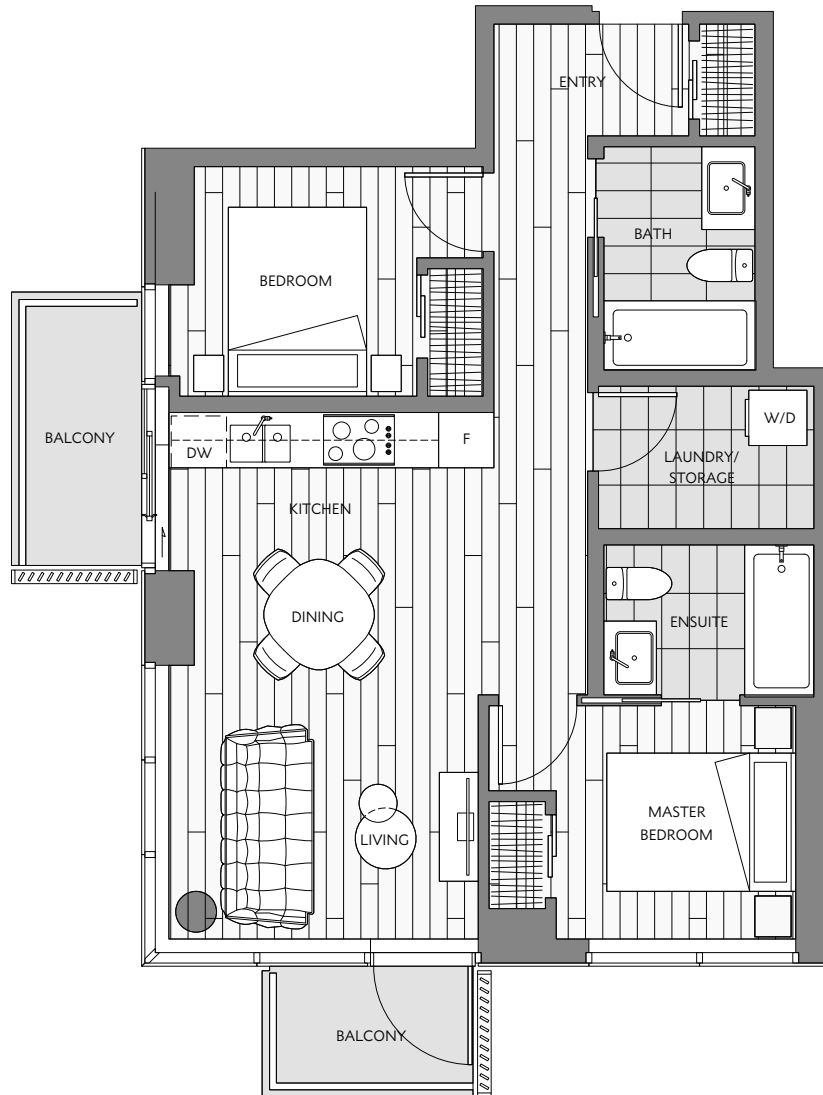 ENTRY
BATH
BEDROOM
BALCONY
W/D
DW
F
LAUNDRY/
STORAGE
KITCHEN
DINING
ENSUITE
MASTER
BEDROOM
LIVING
BALCONY